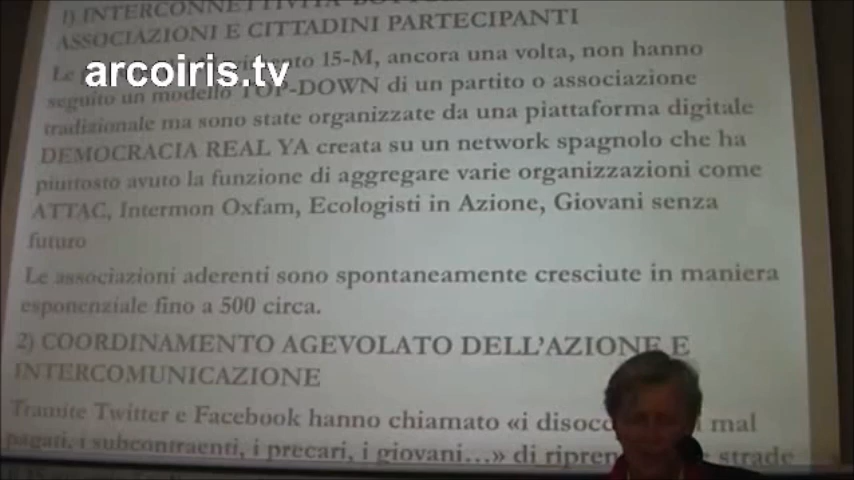 1) INTERCONNETTIVITÀ
ASSOCIAZIONI E CITTADINI PARTECIPANTI
Le 15-M, ancora una volta, non hanno
arcoiris.tv
seguito un modello TOP-DOWN di un partito o associazione
tradizionale ma sono state organizzate da una piattaforma digitale
DEMOCRACIA REAL YA creata su un network spagnolo che ha
piuttosto avuto la funzione di aggregare varie organizzazioni come
ATTAC, Intermon Oxfam, Ecologisti in Azione, Giovani senza
futuro
Le associazioni aderenti sono spontaneamente cresciute in maniera
esponenziale fino a 500 circa.
2) COORDINAMENTO AGEVOLATO DELL’AZIONE E
INTERCOMUNICAZIONE
Tramite Twitter e Facebook hanno chiamato «i mal
pagati, i subcontraenti, i precari, i giovani…» di strade